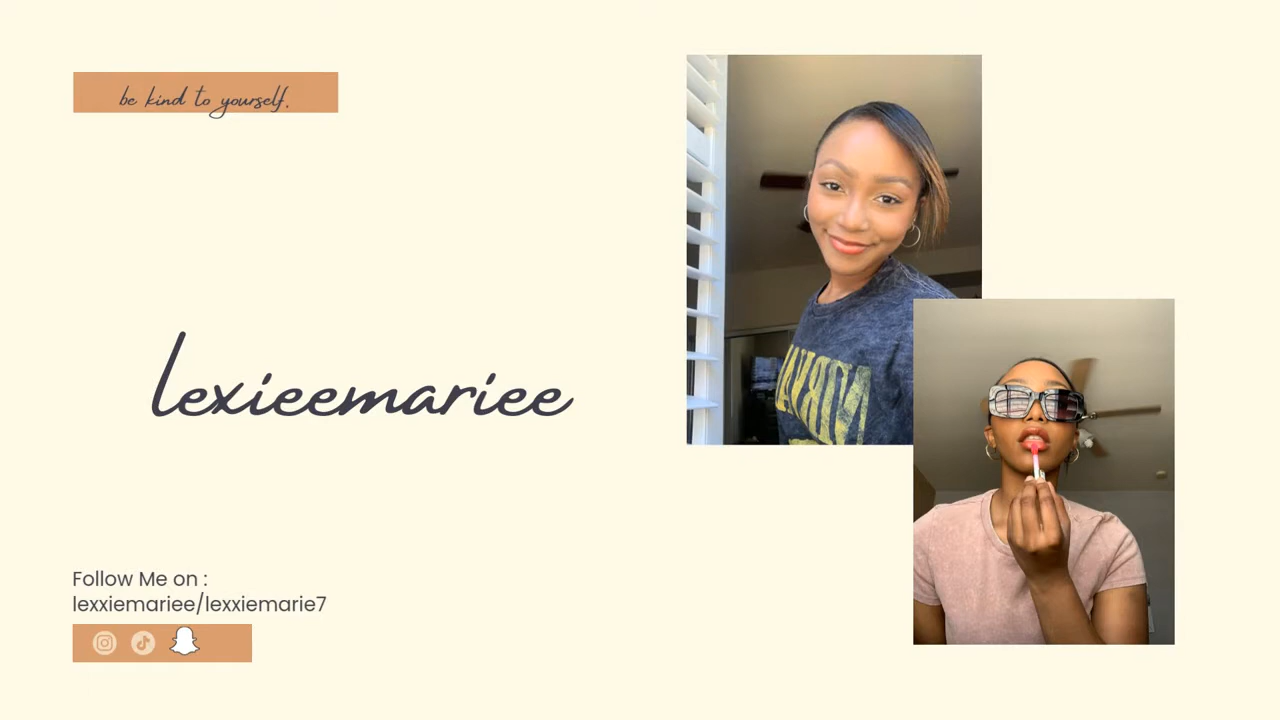 be kind to yourself.
lexieemariee
Follow Me on :
lexxiemariee/lexxiemarie7